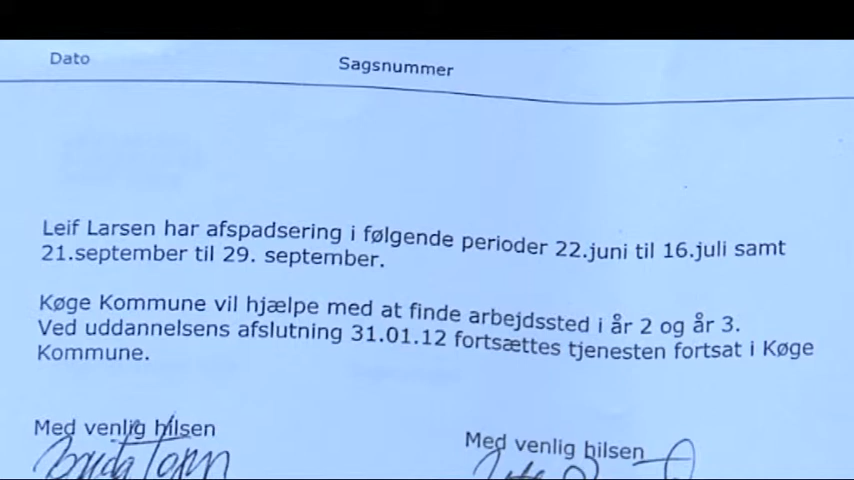 Dato Sagsnummer
Leif Larsen har afspadsering i følgende perioder 22.juni til 16.juli samt
21.september til 29. september.
Køge Kommune vil hjælpe med at finde arbejdssted i år 2 og år 3.
Ved uddannelsens afslutning 31.01.12 fortsættes tjenesten fortsat i Køge
Kommune.
Med venlig hilsen Med venlig hilsen